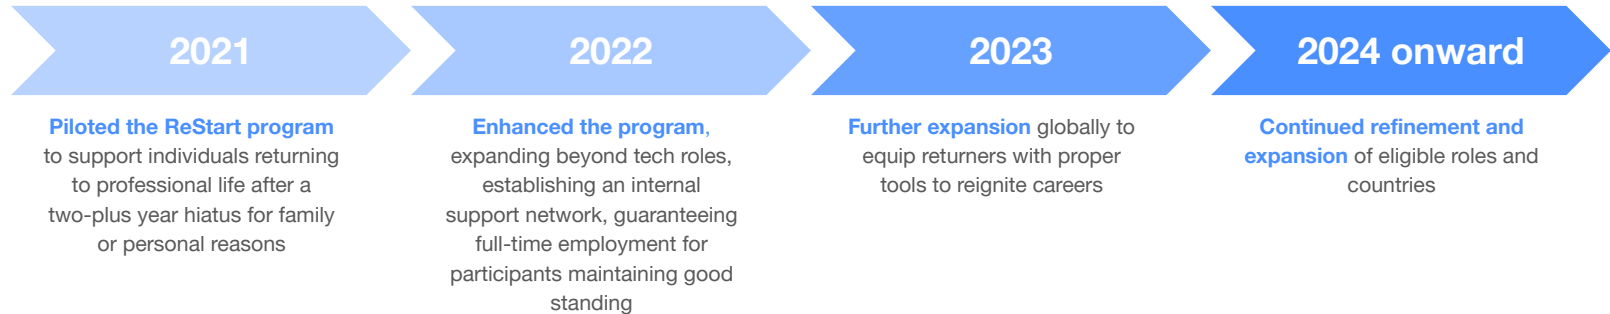 2021
Piloted the ReStart program
to support individuals returning
to professional life after a
two-plus year hiatus for family
or personal reasons
2022
Enhanced the program,
expanding beyond tech roles,
establishing an internal
support network, guaranteeing
full-time employment for
participants maintaining good
standing
2023
Further expansion globally to
equip returners with proper
tools to reignite careers
2024 onward
Continued refinement and
expansion of eligible roles and
countries